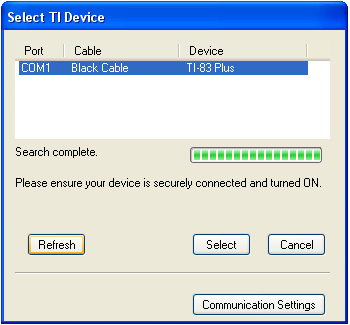 Select TI Device
Port Cable Device
COM1 Black Cable TI-83 Plus
Search complete.
Please ensure your device is securely connected and turned ON.
Refresh Select Cancel
Communication Settings